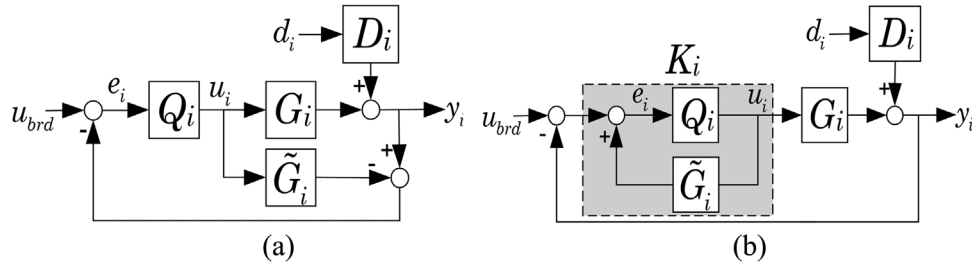 d_i D_i
+
e_i Q_i u_i G_i
u_brd - y_i
+
G̃_i -
(a)
d_i D_i
K_i
+
e_i Q_i u_i G_i
u_brd - + y_i
G̃_i
(b)